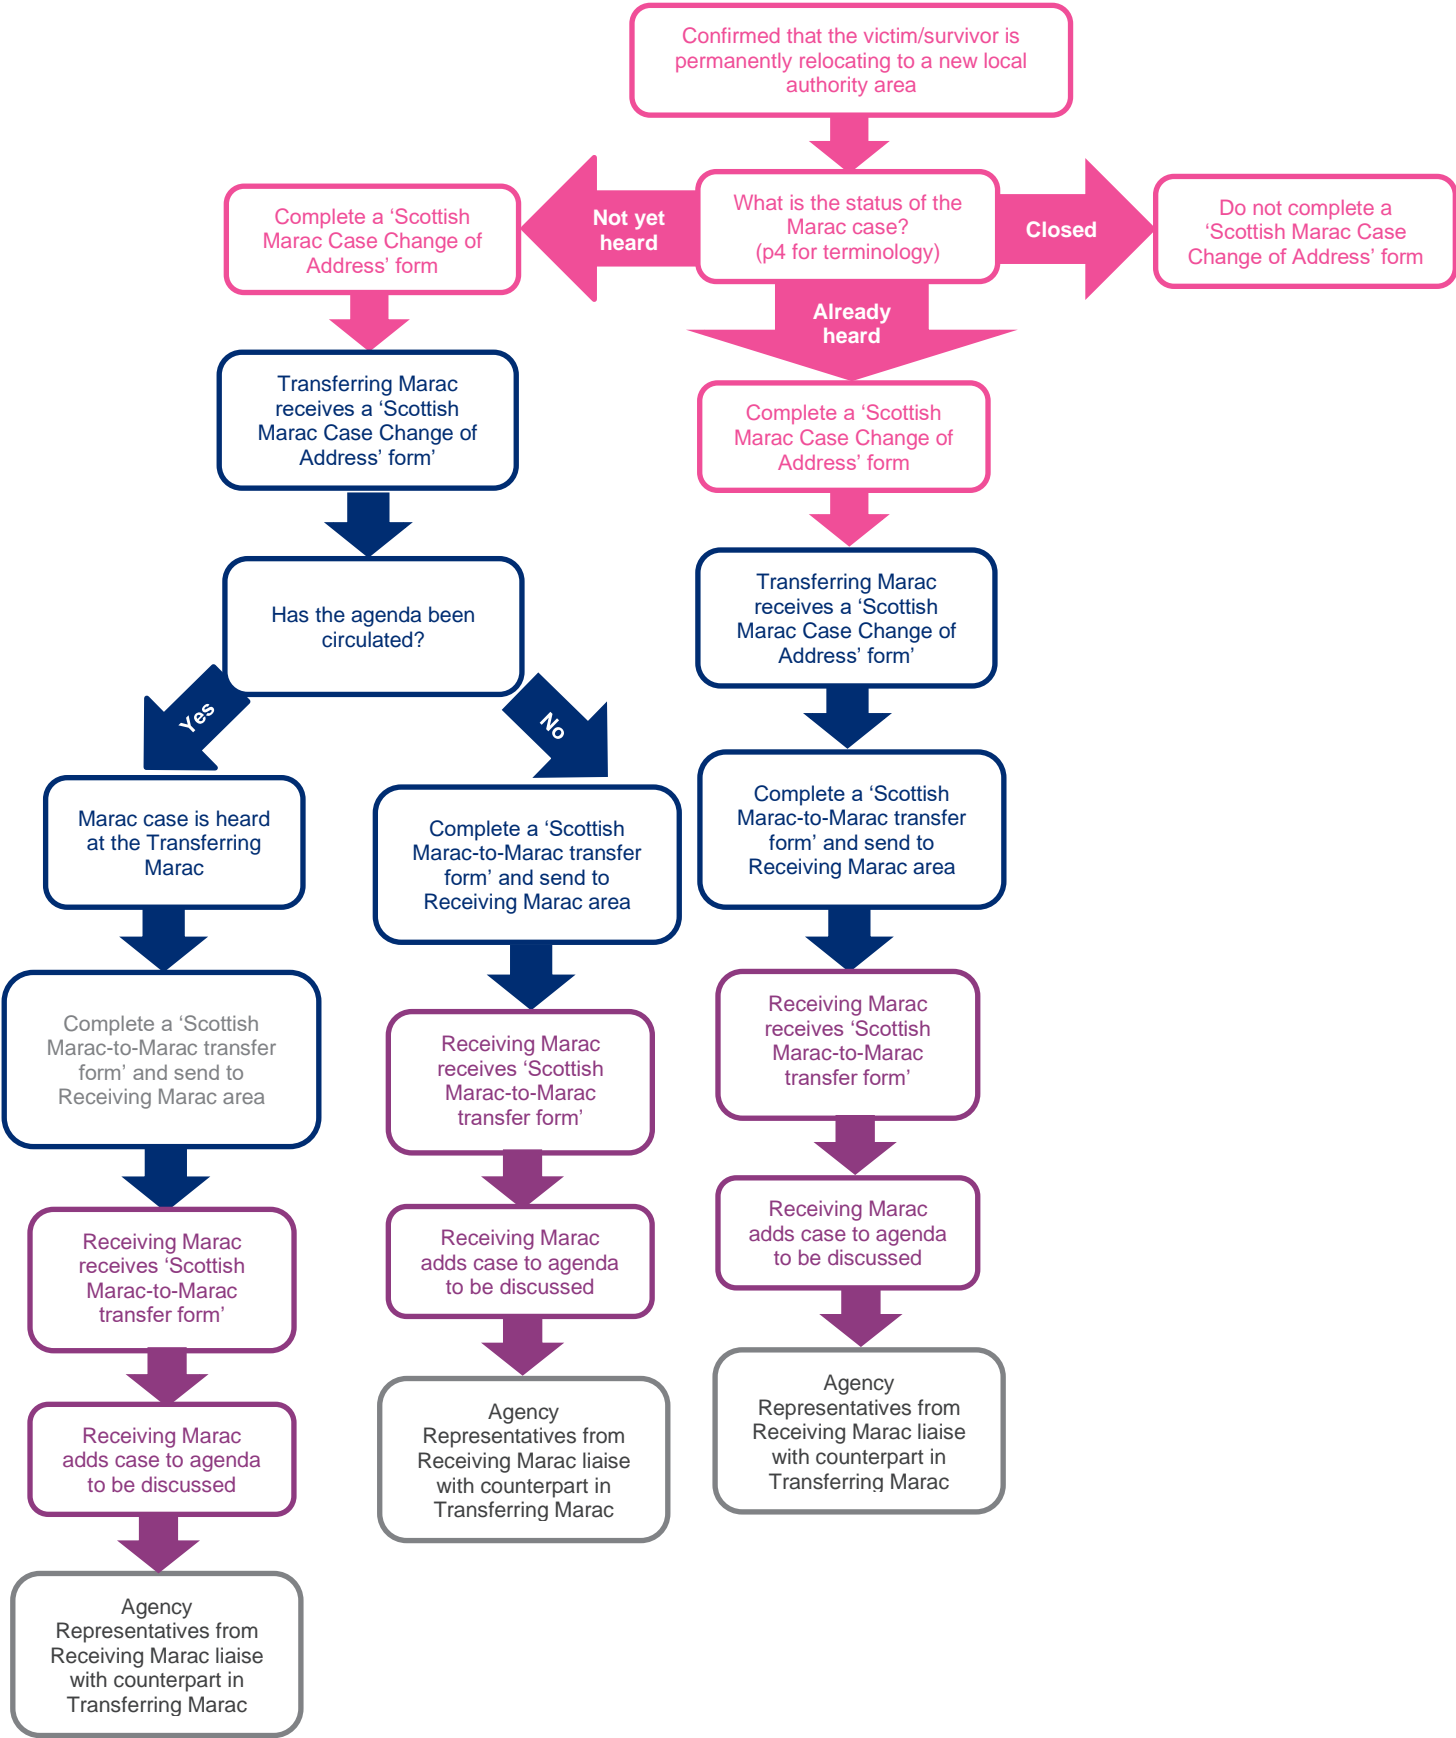 Confirmed that the victim/survivor is
permanently relocating to a new local
authority area
What is the status of the
Marac case?
(p4 for terminology)
Not yet
heard
Closed
Already
heard
Do not complete a
‘Scottish Marac Case
Change of Address’ form
Complete a ‘Scottish
Marac Case Change of
Address’ form
Transferring Marac
receives a ‘Scottish
Marac Case Change of
Address’ form’
Has the agenda been
circulated?
Yes
No
Marac case is heard
at the Transferring
Marac
Complete a ‘Scottish
Marac-to-Marac transfer
form’ and send to
Receiving Marac area
Receiving Marac
receives ‘Scottish
Marac-to-Marac
transfer form’
Receiving Marac
adds case to agenda
to be discussed
Agency
Representatives from
Receiving Marac liaise
with counterpart in
Transferring Marac
Complete a ‘Scottish
Marac-to-Marac transfer
form’ and send to
Receiving Marac area
Receiving Marac
receives ‘Scottish
Marac-to-Marac
transfer form’
Receiving Marac
adds case to agenda
to be discussed
Agency
Representatives from
Receiving Marac liaise
with counterpart in
Transferring Marac
Complete a ‘Scottish
Marac Case Change of
Address’ form
Transferring Marac
receives a ‘Scottish
Marac Case Change of
Address’ form’
Complete a ‘Scottish
Marac-to-Marac transfer
form’ and send to
Receiving Marac area
Receiving Marac
receives ‘Scottish
Marac-to-Marac
transfer form’
Receiving Marac
adds case to agenda
to be discussed
Agency
Representatives from
Receiving Marac liaise
with counterpart in
Transferring Marac